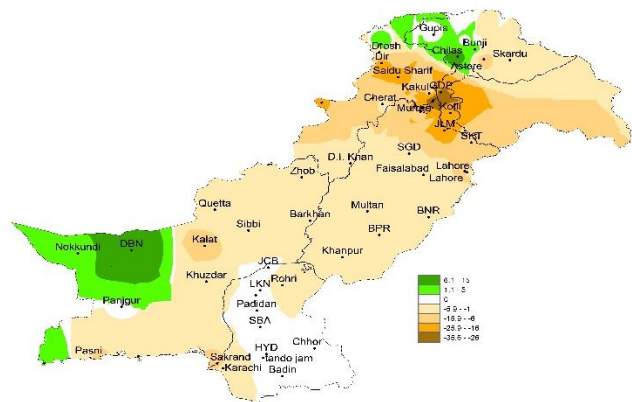 Gupis
Drosh
Chilas
Bunji
Dir
Astore
Skardu
Saidu Sharif
Kakul
GDP
Cherat
Murree
Kotli
JLM
SKT
SGD
D.I. Khan
Lahore
Zhob
Faisalabad
Lahore
Quetta
Multan
Barkhan
BNR
Sibbi
Nokkundi
DBN
Kalat
BPR
Khanpur
JCB
Khuzdar
Rohri
LKN
Panjgur
Padidan
SBA
HYD
Chhor
Pasni
Sakrand
Tando jam
Karachi
Badin
6.1 - 15
1.1 - 5
0
-5.9 - -1
-15.9 - -6
-25.9 - -16
-35.6 - -26